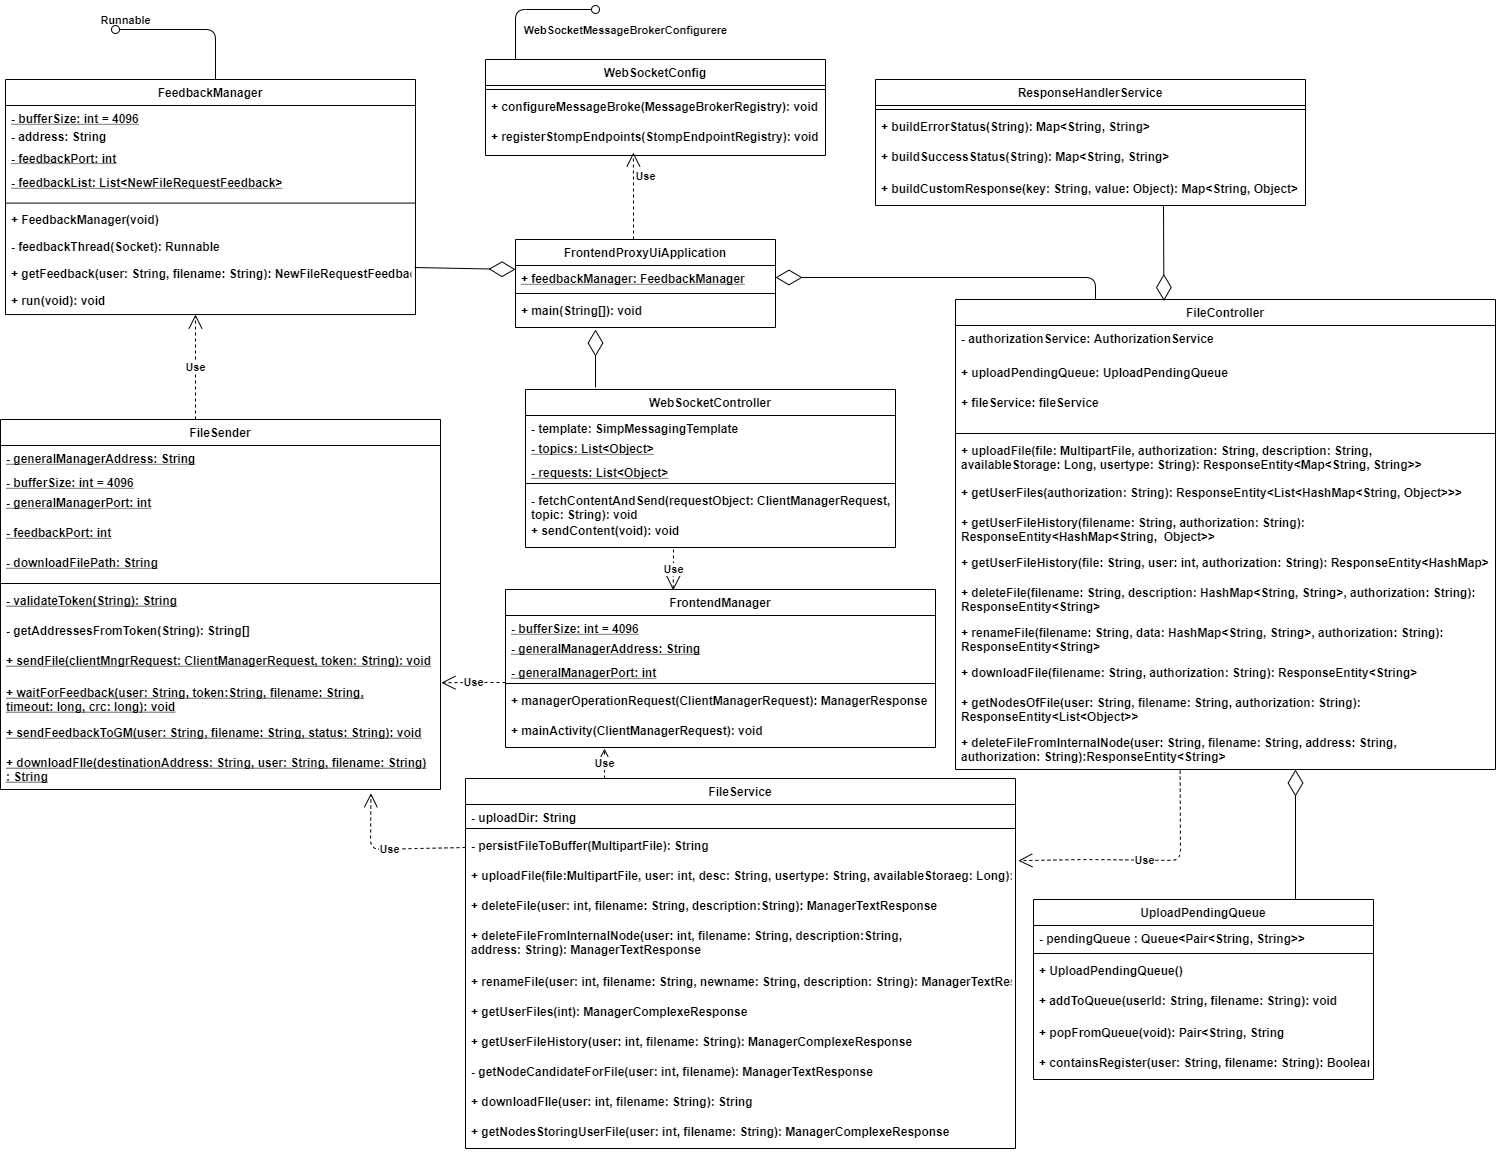 Runnable
WebSocketMessageBrokerConfigurere
FeedbackManager
- bufferSize: int = 4096
- address: String
- feedbackPort: int
- feedbackList: List<NewFileRequestFeedback>
+ FeedbackManager(void)
- feedbackThread(Socket): Runnable
+ getFeedback(user: String, filename: String): NewFileRequestFeedba
+ run(void): void
WebSocketConfig
+ configureMessageBroke(MessageBrokerRegistry): void
+ registerStompEndpoints(StompEndpointRegistry): void
ResponseHandlerService
+ buildErrorStatus(String): Map<String, String>
+ buildSuccessStatus(String): Map<String, String>
+ buildCustomResponse(key: String, value: Object): Map<String, Object>
Use
FrontendProxyUiApplication
+ feedbackManager: FeedbackManager
+ main(String[]): void
FileController
- authorizationService: AuthorizationService
+ uploadPendingQueue: UploadPendingQueue
+ fileService: fileService
+ uploadFile(file: MultipartFile, authorization: String, description: String,
availableStorage: Long, usertype: String): ResponseEntity<Map<String, String>>
+ getUserFiles(authorization: String): ResponseEntity<List<HashMap<String, Object>>>
+ getUserFileHistory(filename: String, authorization: String):
ResponseEntity<HashMap<String, Object>>
+ getUserFileHistory(file: String, user: int, authorization: String): ResponseEntity<HashMap>
+ deleteFile(filename: String, description: HashMap<String, String>, authorization: String):
ResponseEntity<String>
+ renameFile(filename: String, data: HashMap<String, String>, authorization: String):
ResponseEntity<String>
+ downloadFile(filename: String, authorization: String): ResponseEntity<String>
+ getNodesOfFile(user: String, filename: String, authorization: String):
ResponseEntity<List<Object>>
+ deleteFileFromInternalNode(user: String, filename: String, address: String,
authorization: String):ResponseEntity<String>
Use
FileSender
- generalManagerAddress: String
- bufferSize: int = 4096
- generalManagerPort: int
- feedbackPort: int
- downloadFilePath: String
- validateToken(String): String
- getAddressesFromToken(String): String[]
+ sendFile(clientMngrRequest: ClientManagerRequest, token: String): void
+ waitForFeedback(user: String, token:String, filename: String,
timeout: long, crc: long): void
+ sendFeedbackToGM(user: String, filename: String, status: String): void
+ downloadFIle(destinationAddress: String, user: String, filename: String)
: String
WebSocketController
- template: SimpMessagingTemplate
- topics: List<Object>
- requests: List<Object>
- fetchContentAndSend(requestObject: ClientManagerRequest,
topic: String): void
+ sendContent(void): void
Use
FrontendManager
- bufferSize: int = 4096
- generalManagerAddress: String
- generalManagerPort: int
+ managerOperationRequest(ClientManagerRequest): ManagerResponse
+ mainActivity(ClientManagerRequest): void
Use
Use
FileService
- uploadDir: String
- persistFileToBuffer(MultipartFile): String
+ uploadFile(file:MultipartFile, user: int, desc: String, usertype: String, availableStoraeg: Long):
+ deleteFile(user: int, filename: String, description:String): ManagerTextResponse
+ deleteFileFromInternalNode(user: int, filename: String, description:String,
address: String): ManagerTextResponse
+ renameFile(user: int, filename: String, newname: String, description: String): ManagerTextRes
+ getUserFiles(int): ManagerComplexeResponse
+ getUserFileHistory(user: int, filename: String): ManagerComplexeResponse
- getNodeCandidateForFile(user: int, filename): ManagerTextResponse
+ downloadFIle(user: int, filename: String): String
+ getNodesStoringUserFile(user: int, filename: String): ManagerComplexeResponse
Use
Use
UploadPendingQueue
- pendingQueue : Queue<Pair<String, String>>
+ UploadPendingQueue()
+ addToQueue(userId: String, filename: String): void
+ popFromQueue(void): Pair<String, String
+ containsRegister(user: String, filename: String): Boolean